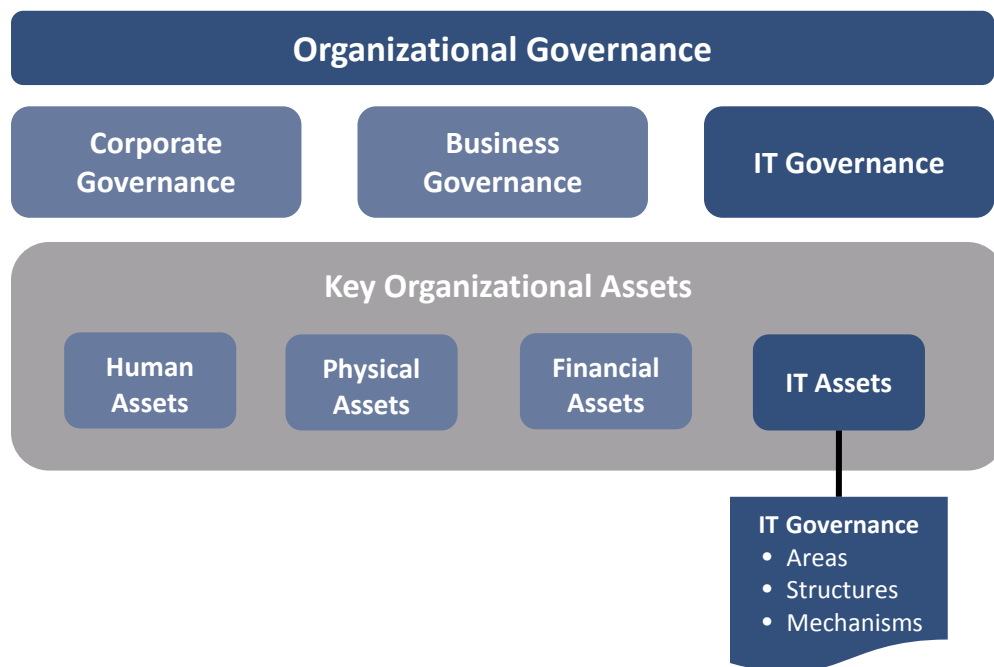 Organizational Governance
Corporate
Governance
Business
Governance
IT Governance
Key Organizational Assets
Human
Assets
Physical
Assets
Financial
Assets
IT Assets
IT Governance
• Areas
• Structures
• Mechanisms